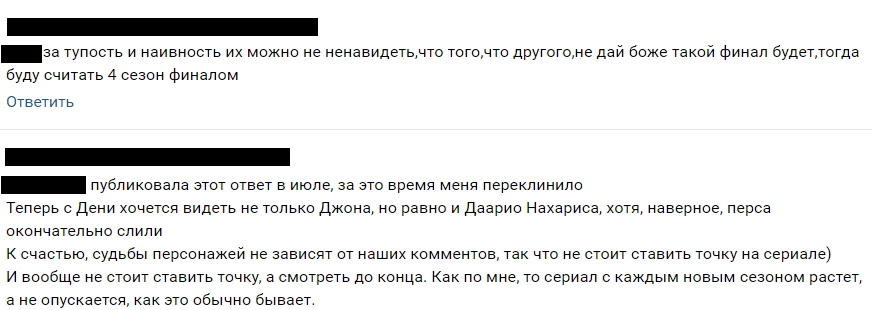 за тупость и наивность их можно не ненавидеть,что того,что другого,не дай боже такой финал будет,тогда
буду считать 4 сезон финалом
Ответить
публиковала этот ответ в июле, за это время меня переклинило
Теперь с Дени хочется видеть не только Джона, но равно и Даарио Нахариса, хотя, наверное, перса
окончательно слили
К счастью, судьбы персонажей не зависят от наших комментов, так что не стоит ставить точку на сериале)
И вообще не стоит ставить точку, а смотреть до конца. Как по мне, то сериал с каждым новым сезоном растет,
а не опускается, как это обычно бывает.